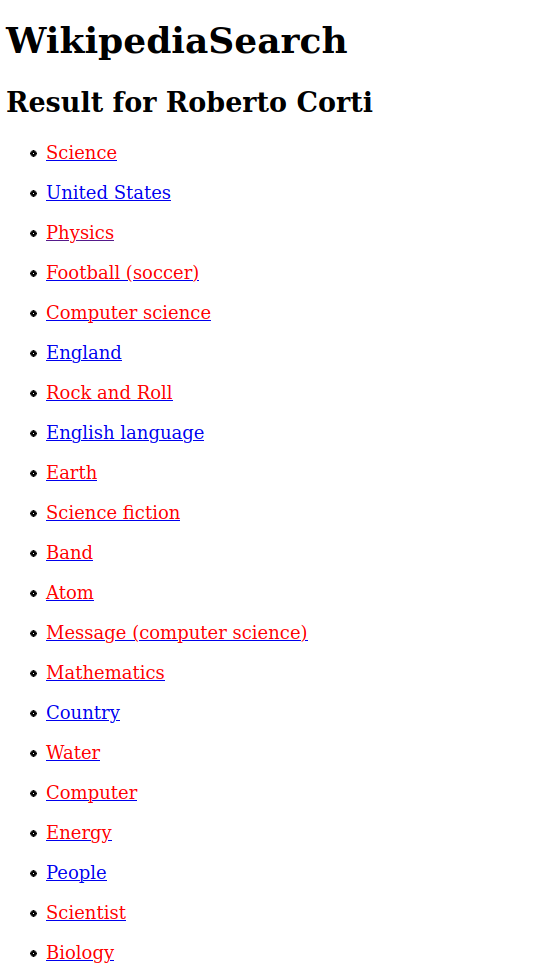 WikipediaSearch
Result for Roberto Corti
Science
United States
Physics
Football (soccer)
Computer science
England
Rock and Roll
English language
Earth
Science fiction
Band
Atom
Message (computer science)
Mathematics
Country
Water
Computer
Energy
People
Scientist
Biology